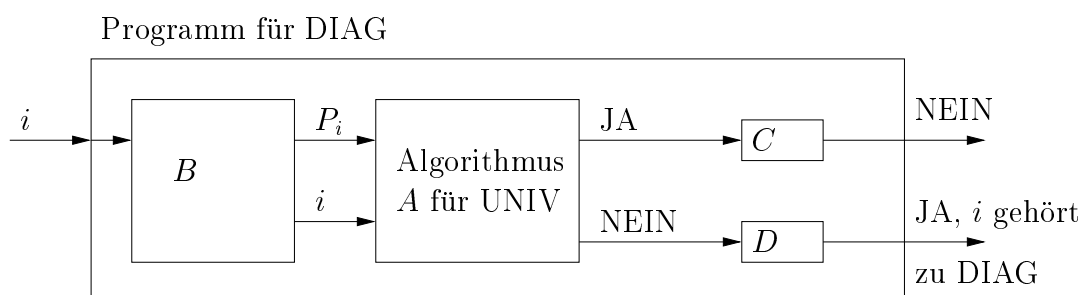 Programm für DIAG
i
B
P_i
i
Algorithmus
A für UNIV
JA
NEIN
C
D
NEIN
JA, i gehört
zu DIAG